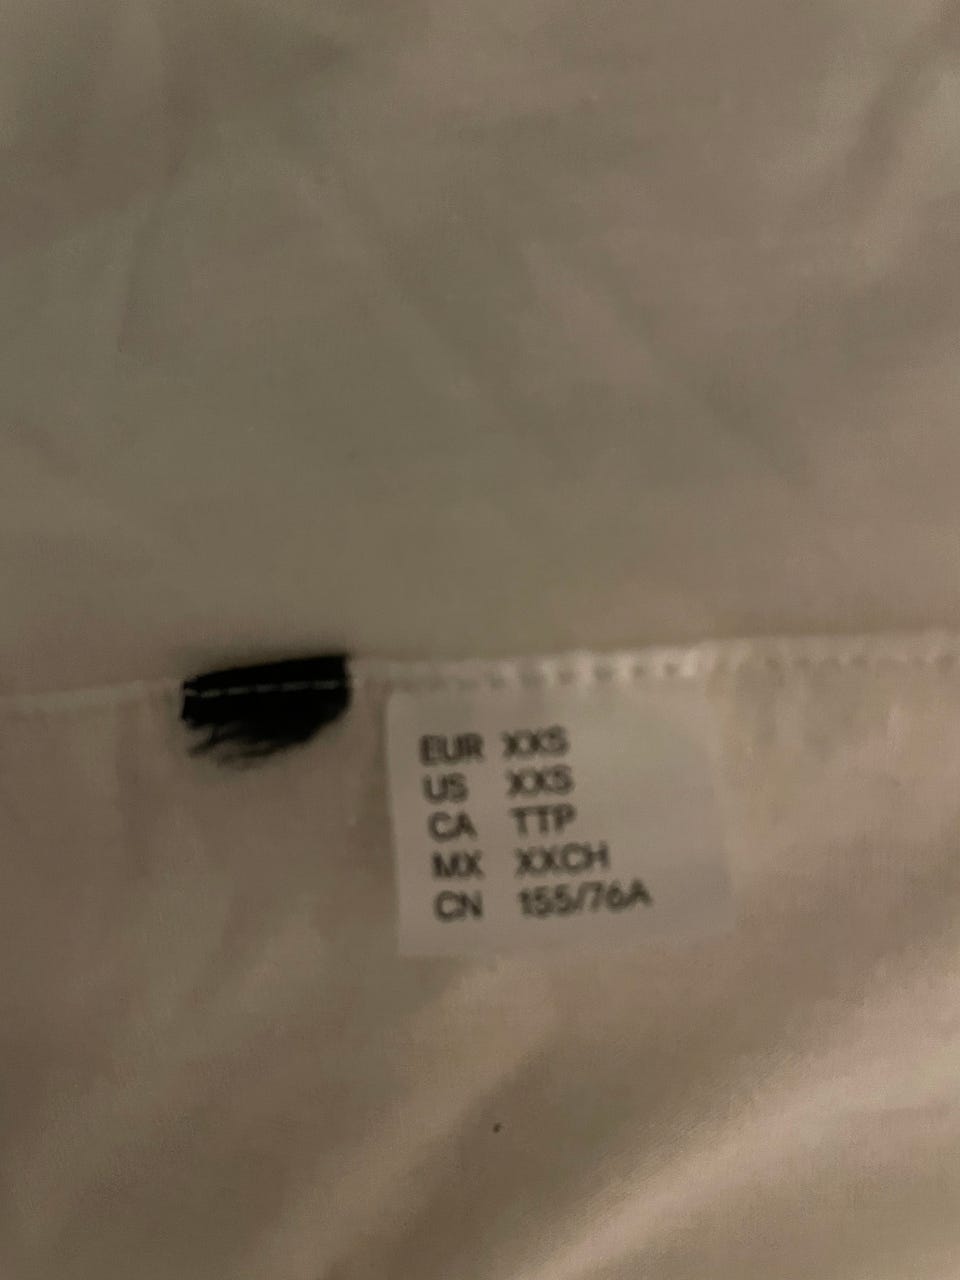 EUR XXS
US XXS
CA TTP
MX XXCH
CN 155/76A